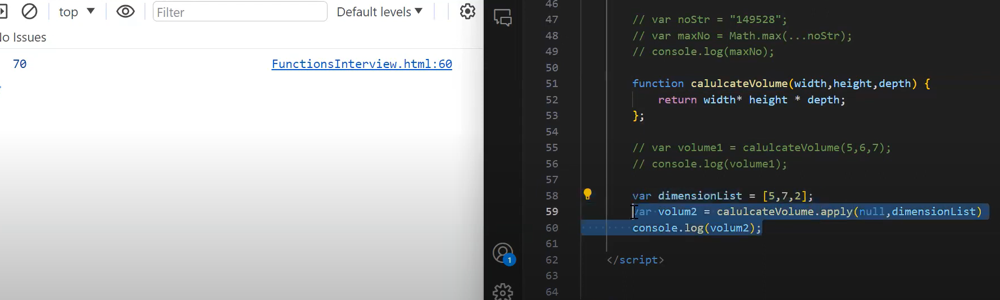 top
Filter
Default levels
No Issues
70 FunctionsInterview.html:60
46
47 // var noStr = "149528";
48 // var maxNo = Math.max(...noStr);
49 // console.log(maxNo);
50
51 function calulcateVolume(width,height,depth) {
52 return width* height * depth;
53 };
54
55 // var volume1 = calulcateVolume(5,6,7);
56 // console.log(volume1);
57
58 var dimensionList = [5,7,2];
59 var volum2 = calulcateVolume.apply(null,dimensionList)
60 console.log(volum2);
61
62 </script>
63
64
1